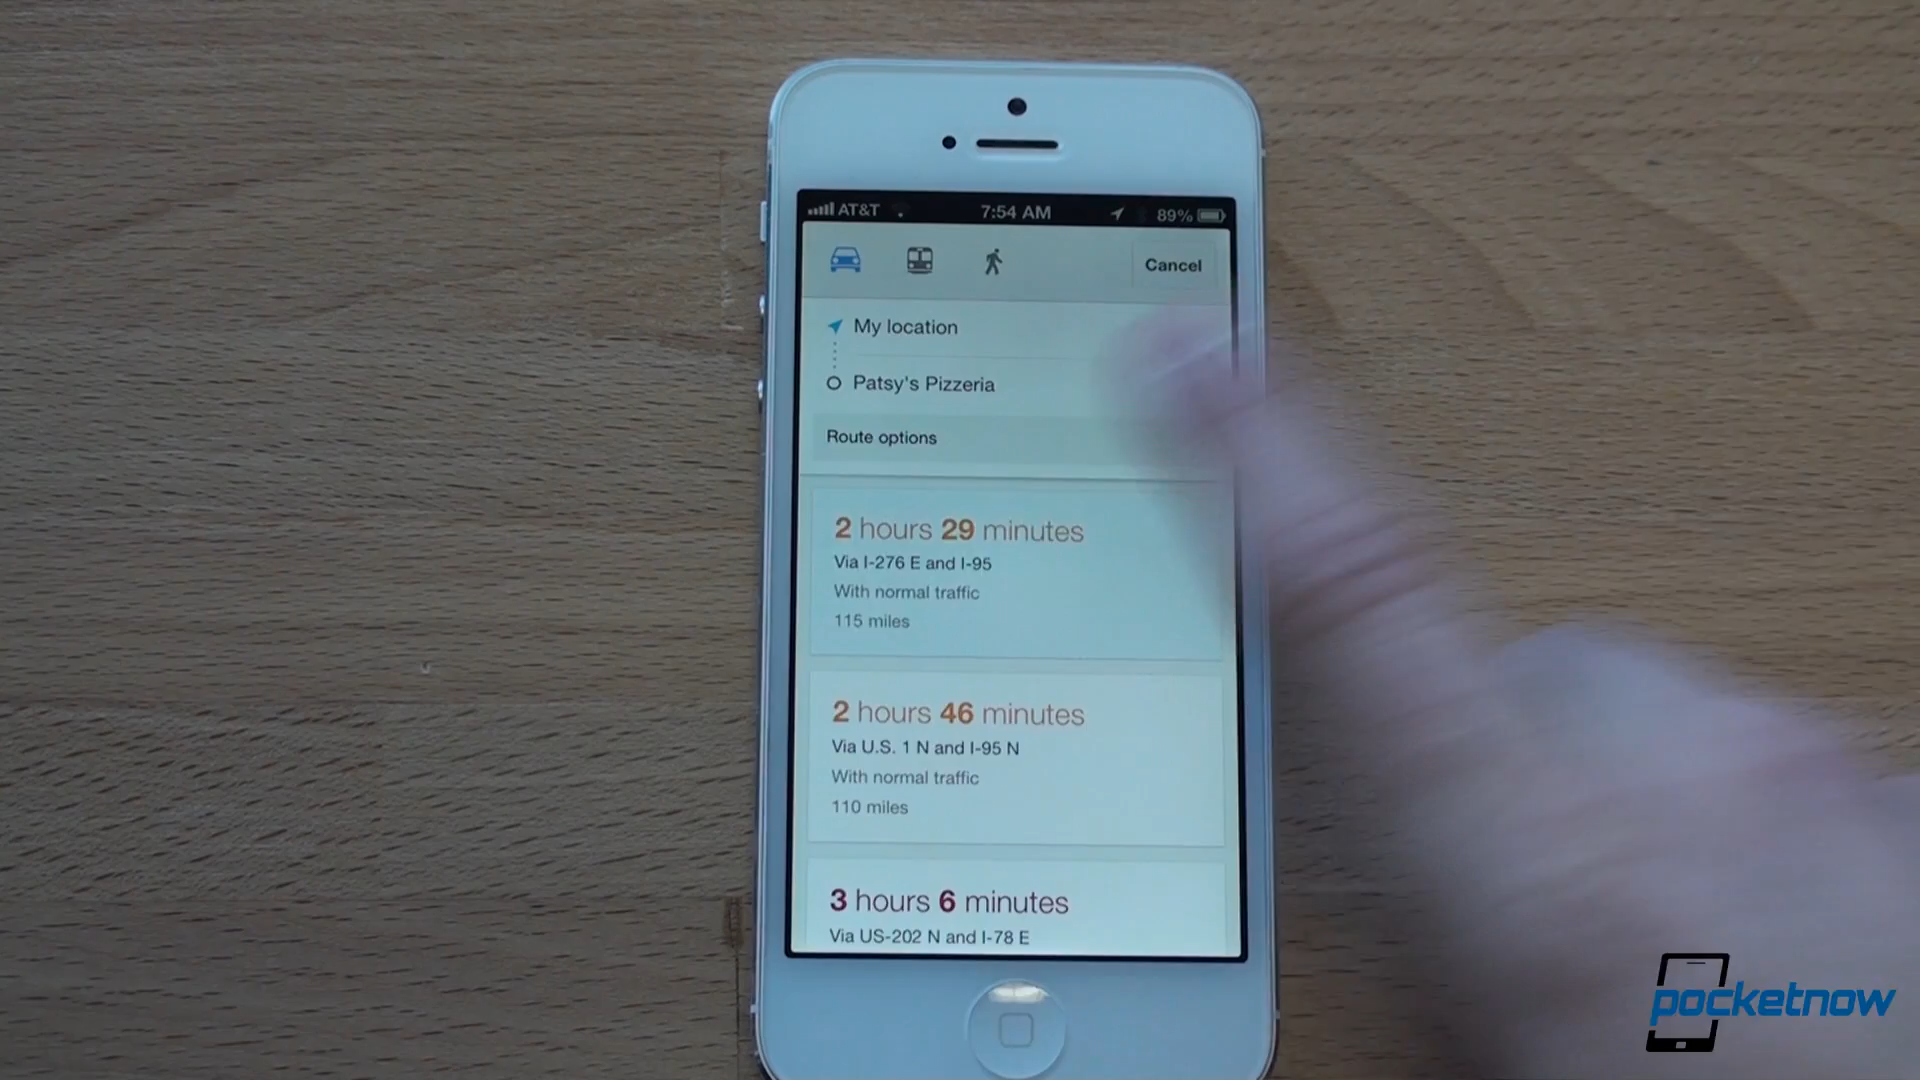 AT&T 7:54 AM 89%
Cancel
My location
Patsy's Pizzeria
Route options
2 hours 29 minutes
Via I-276 E and I-95
With normal traffic
115 miles
2 hours 46 minutes
Via U.S. 1 N and I-95 N
With normal traffic
110 miles
3 hours 6 minutes
Via US-202 N and I-78 E
pocketnow